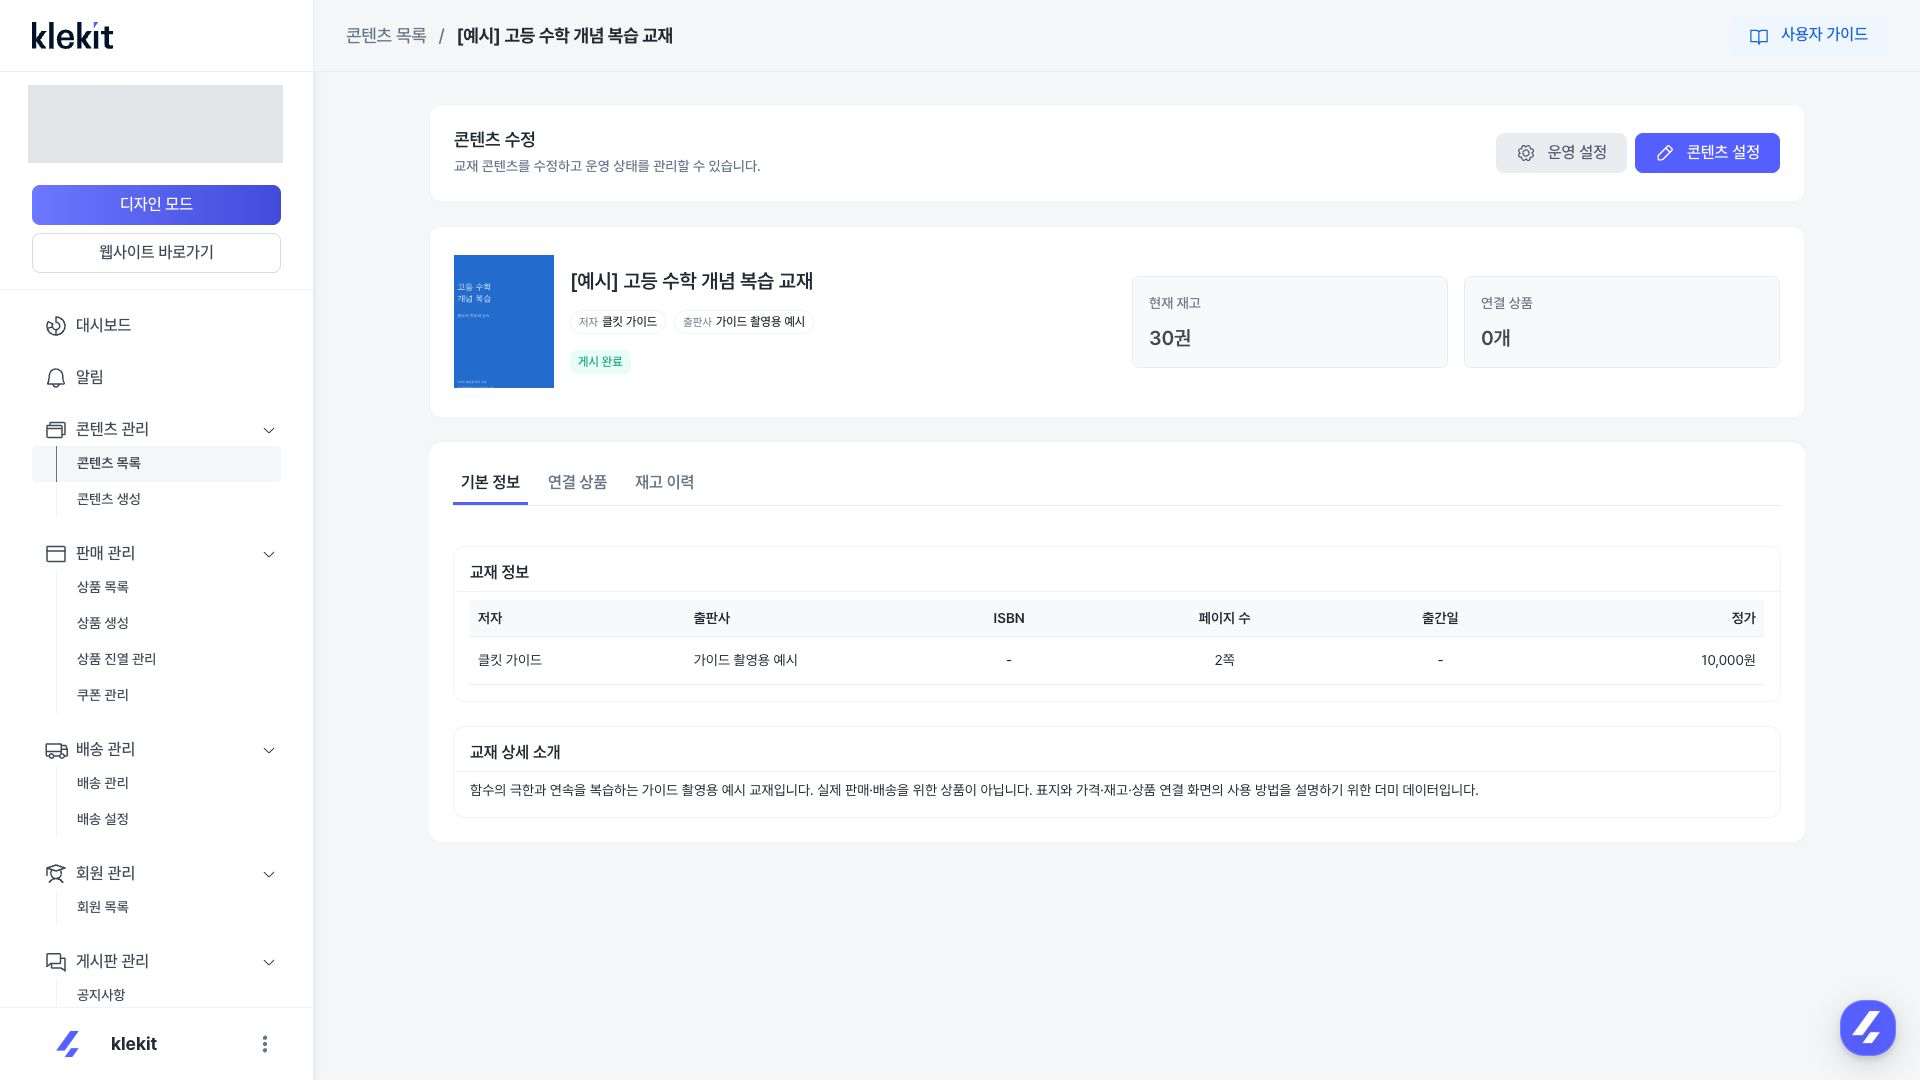 klekit
콘텐츠 목록 / [예시] 고등 수학 개념 복습 교재
사용자 가이드
디자인 모드
웹사이트 바로가기
대시보드
알림
콘텐츠 관리
콘텐츠 목록
콘텐츠 생성
판매 관리
상품 목록
상품 생성
상품 진열 관리
쿠폰 관리
배송 관리
배송 관리
배송 설정
회원 관리
회원 목록
게시판 관리
공지사항
klekit
콘텐츠 수정
교재 콘텐츠를 수정하고 운영 상태를 관리할 수 있습니다.
운영 설정
콘텐츠 설정
고등 수학
개념 복습
[예시] 고등 수학 개념 복습 교재
저자 클킷 가이드
출판사 가이드 촬영용 예시
게시 완료
현재 재고
30권
연결 상품
0개
기본 정보
연결 상품
재고 이력
교재 정보
저자 출판사 ISBN 페이지 수 출간일 정가
클킷 가이드 가이드 촬영용 예시 - 2쪽 - 10,000원
교재 상세 소개
함수의 극한과 연속을 복습하는 가이드 촬영용 예시 교재입니다. 실제 판매·배송을 위한 상품이 아닙니다. 표지와 가격·재고·상품 연결 화면의 사용 방법을 설명하기 위한 더미 데이터입니다.